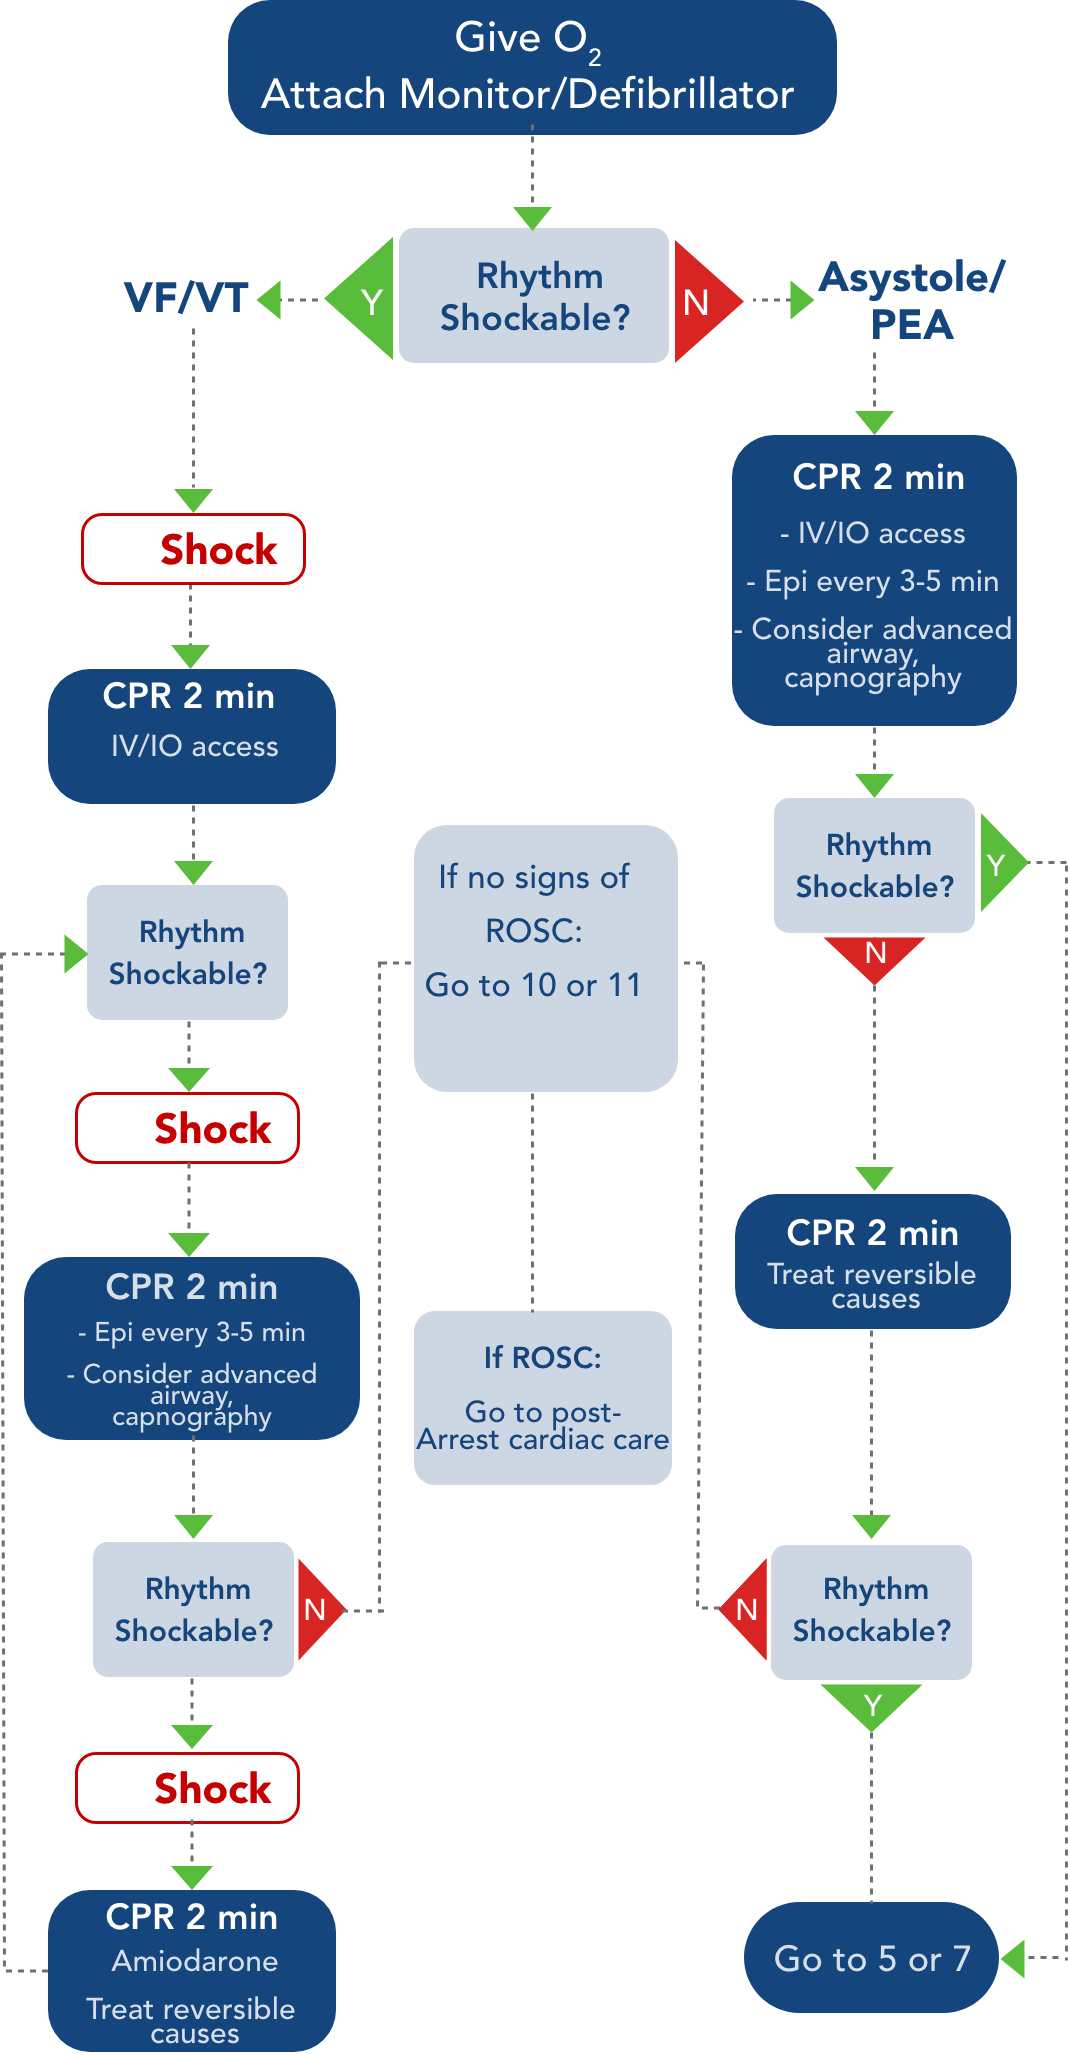 Give O2
Attach Monitor/Defibrillator
Rhythm
Shockable?
Y
N
VF/VT
Asystole/
PEA
Shock
CPR 2 min
IV/IO access
Rhythm
Shockable?
Shock
CPR 2 min
- Epi every 3-5 min
- Consider advanced
airway,
capnography
Rhythm
Shockable?
N
Shock
CPR 2 min
Amiodarone
Treat reversible
causes
If no signs of
ROSC:
Go to 10 or 11
If ROSC:
Go to post-
Arrest cardiac care
CPR 2 min
- IV/IO access
- Epi every 3-5 min
- Consider advanced
airway,
capnography
Rhythm
Shockable?
Y
N
CPR 2 min
Treat reversible
causes
Rhythm
Shockable?
N
Y
Go to 5 or 7